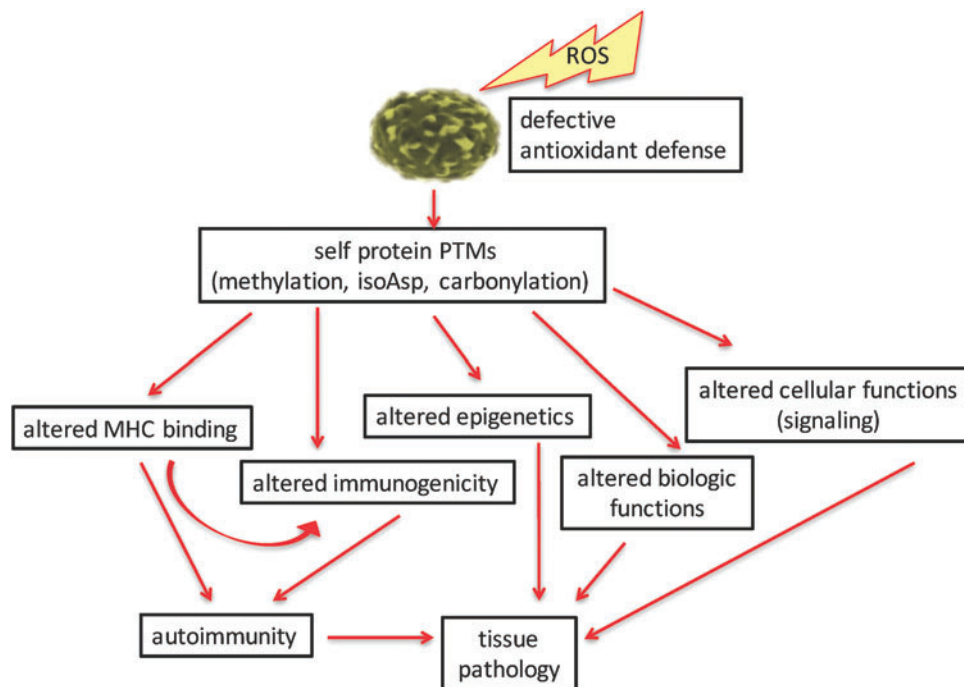 ROS
defective
antioxidant defense
self protein PTMs
(methylation, isoAsp, carbonylation)
altered MHC binding
altered immunogenicity
altered epigenetics
altered biologic
functions
altered cellular functions
(signaling)
autoimmunity
tissue
pathology